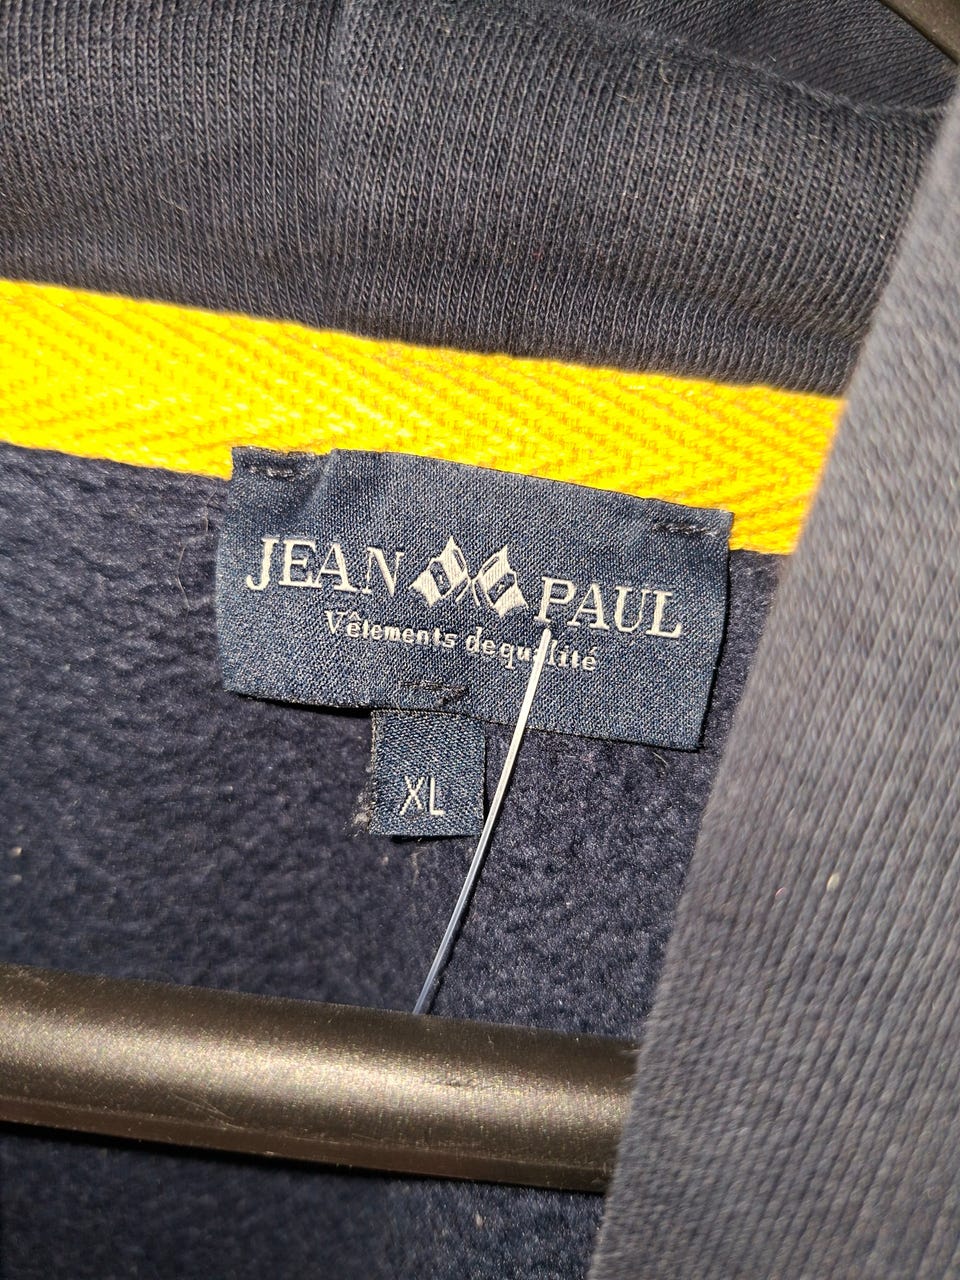 JEAN PAUL
Vêtements de qualité
XL